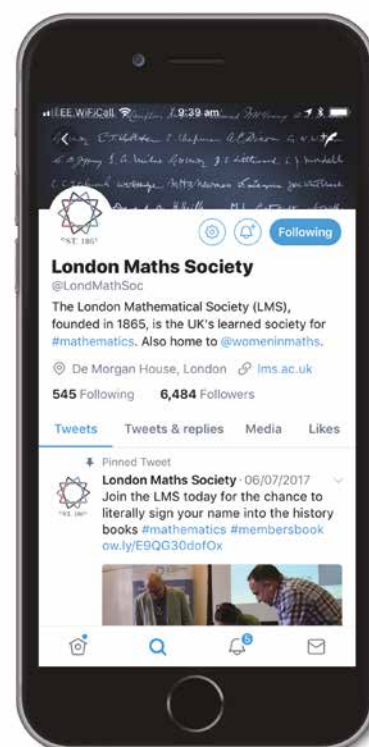 EE WiFiCall 9:39 am
EST. 1865
Following
London Maths Society
@LondMathSoc
The London Mathematical Society (LMS),
founded in 1865, is the UK's learned society for
#mathematics. Also home to @womeninmaths.
De Morgan House, London lms.ac.uk
545 Following 6,484 Followers
Tweets Tweets & replies Media Likes
Pinned Tweet
London Maths Society · 06/07/2017
Join the LMS today for the chance to
literally sign your name into the history
books #mathematics #membersbook
ow.ly/E9QG30dofOx
5